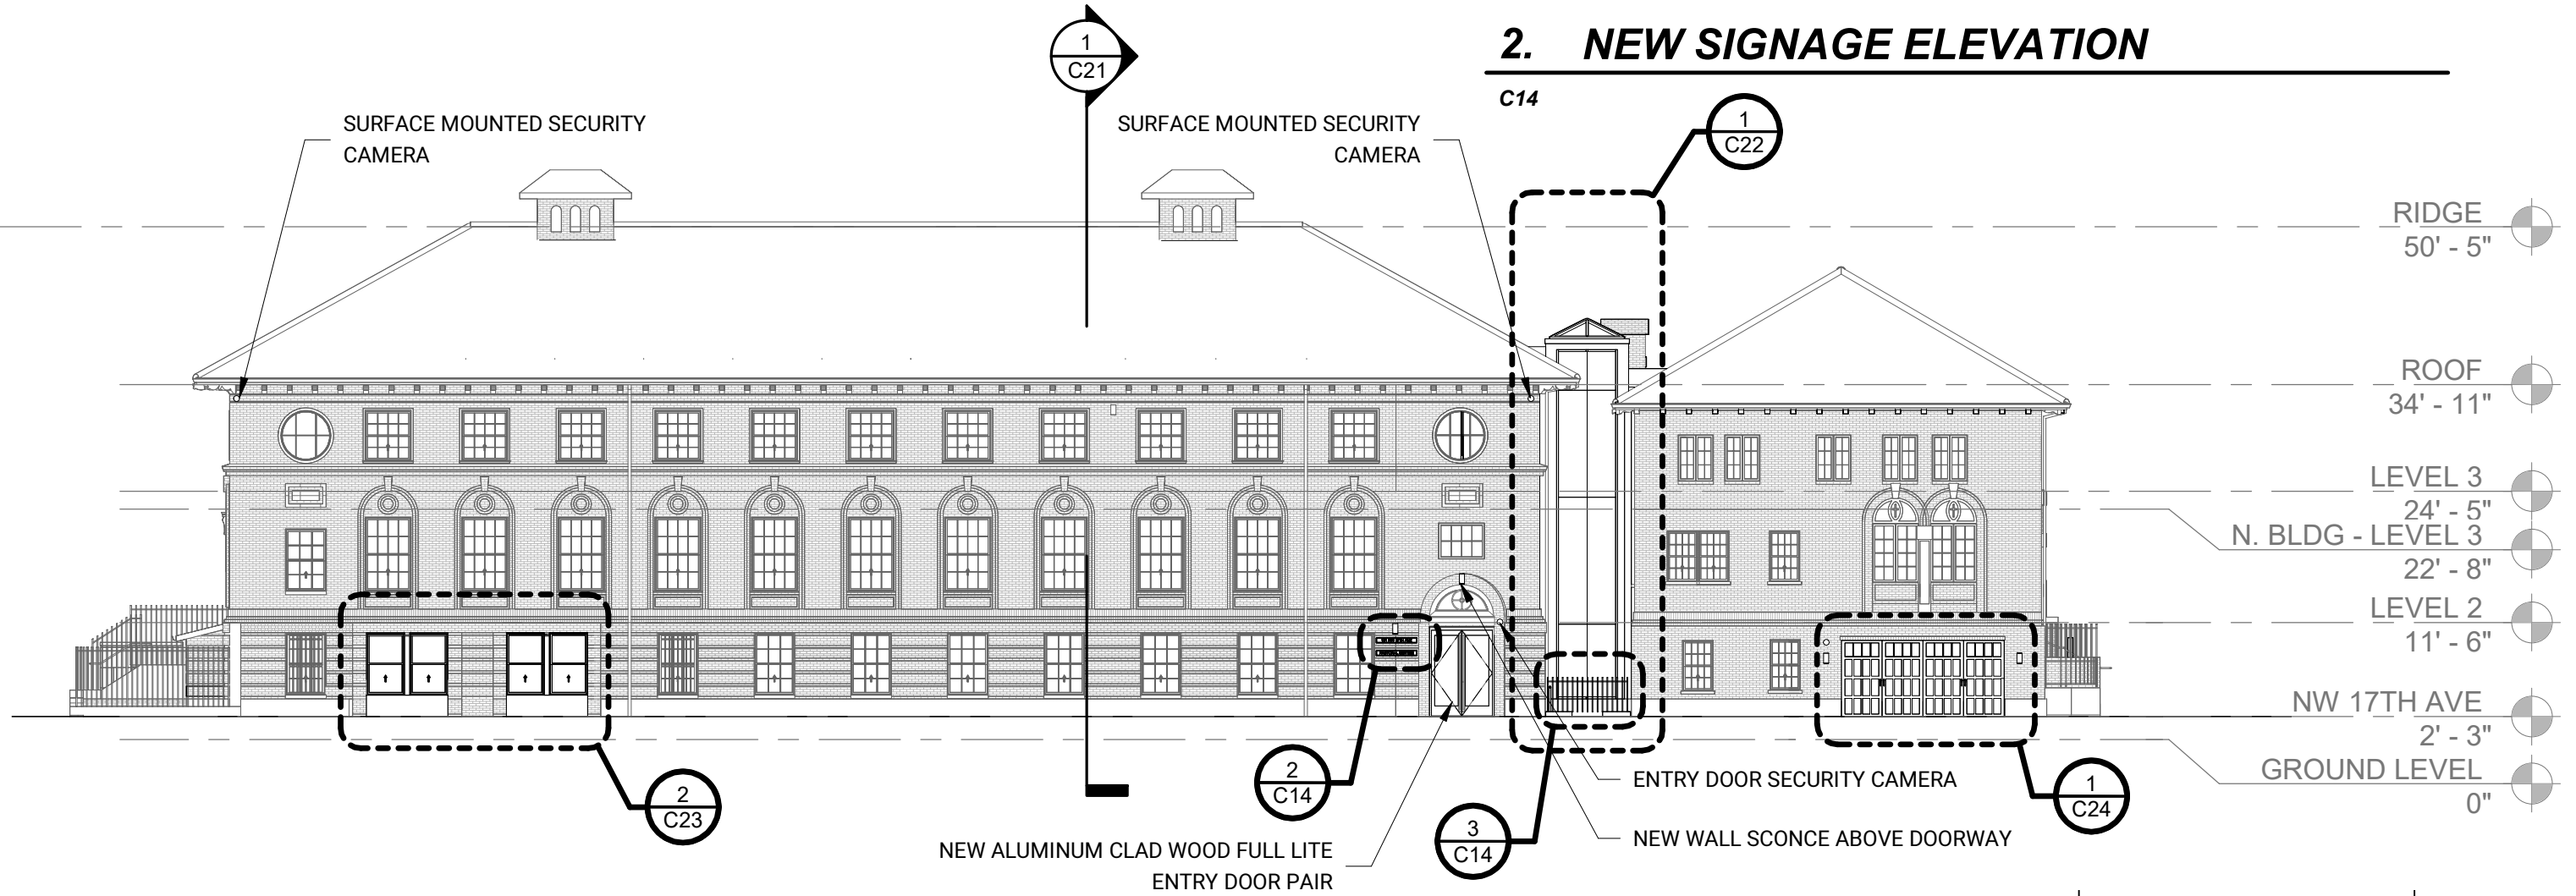 1
C21
2. NEW SIGNAGE ELEVATION
C14
SURFACE MOUNTED SECURITY
CAMERA
SURFACE MOUNTED SECURITY
CAMERA
1
C22
RIDGE
50' - 5"
ROOF
34' - 11"
LEVEL 3
24' - 5"
N. BLDG - LEVEL 3
22' - 8"
LEVEL 2
11' - 6"
NW 17TH AVE
2' - 3"
GROUND LEVEL
0"
2
C23
2
C14
3
C14
1
C24
ENTRY DOOR SECURITY CAMERA
NEW WALL SCONCE ABOVE DOORWAY
NEW ALUMINUM CLAD WOOD FULL LITE
ENTRY DOOR PAIR